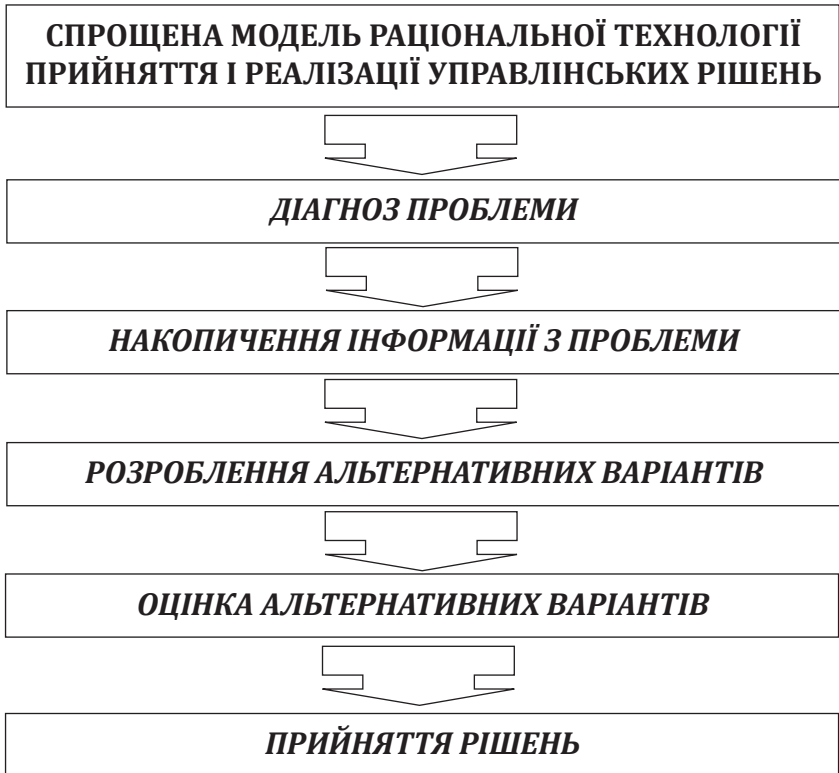 СПРОЩЕНА МОДЕЛЬ РАЦІОНАЛЬНОЇ ТЕХНОЛОГІЇ
ПРИЙНЯТТЯ І РЕАЛІЗАЦІЇ УПРАВЛІНСЬКИХ РІШЕНЬ
ДІАГНОЗ ПРОБЛЕМИ
НАКОПИЧЕННЯ ІНФОРМАЦІЇ З ПРОБЛЕМИ
РОЗРОБЛЕННЯ АЛЬТЕРНАТИВНИХ ВАРІАНТІВ
ОЦІНКА АЛЬТЕРНАТИВНИХ ВАРІАНТІВ
ПРИЙНЯТТЯ РІШЕНЬ